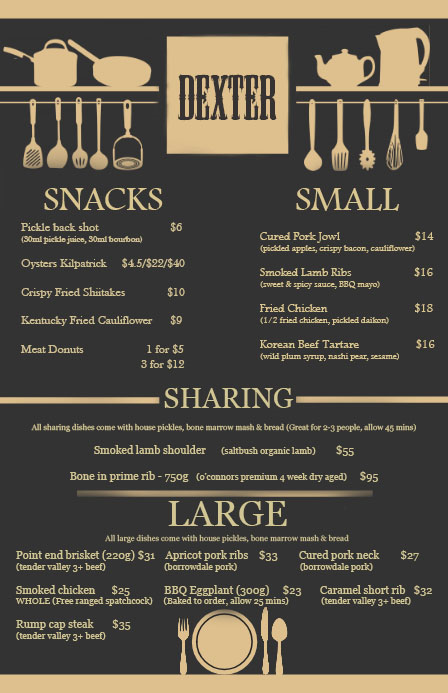 DEXTER
SNACKS
Pickle back shot $6
(30ml pickle juice, 30ml bourbon)
Oysters Kilpatrick $4.5/$22/$40
Crispy Fried Shiitakes $10
Kentucky Fried Cauliflower $9
Meat Donuts 1 for $5
3 for $12
SMALL
Cured Pork Jowl $14
(pickled apples, crispy bacon, cauliflower)
Smoked Lamb Ribs $16
(sweet & spicy sauce, BBQ mayo)
Fried Chicken $18
(1/2 fried chicken, pickled daikon)
Korean Beef Tartare $16
(wild plum syrup, nashi pear, sesame)
SHARING
All sharing dishes come with house pickles, bone marrow mash & bread (Great for 2-3 people, allow 45 mins)
Smoked lamb shoulder (saltbush organic lamb) $55
Bone in prime rib - 750g (o'connors premium 4 week dry aged) $95
LARGE
All large dishes come with house pickles, bone marrow mash & bread
Point end brisket (220g) $31 Apricot pork ribs $33 Cured pork neck $27
(tender valley 3+ beef) (borrowdale pork) (borrowdale pork)
Smoked chicken $25 BBQ Eggplant (300g) $23 Caramel short rib $32
WHOLE (Free ranged spatchcock) (Baked to order, allow 25 mins) (tender valley 3+ beef)
Rump cap steak $35
(tender valley 3+ beef)